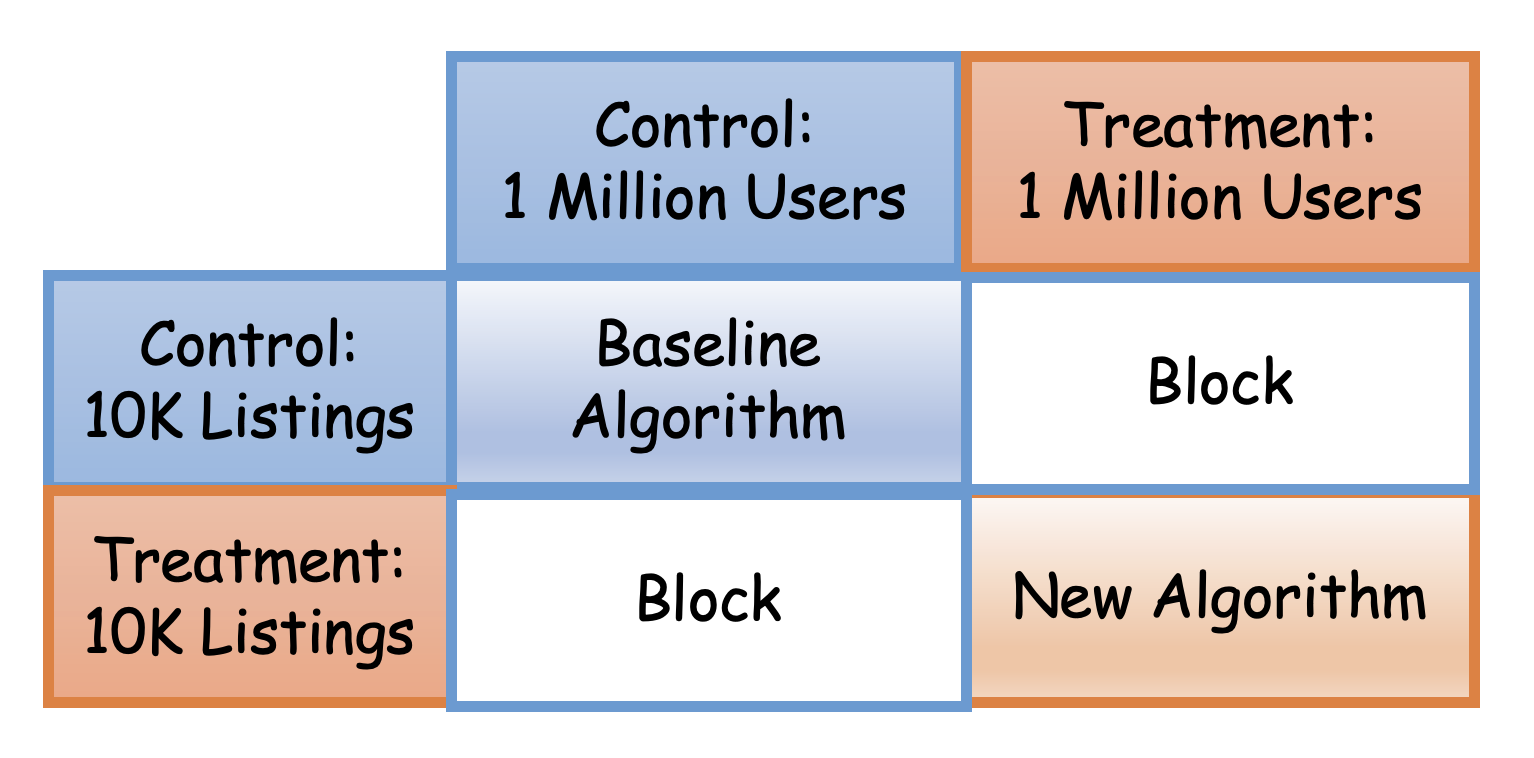 Control:
1 Million Users
Treatment:
1 Million Users
Control:
10K Listings
Baseline
Algorithm
Block
Treatment:
10K Listings
Block
New Algorithm